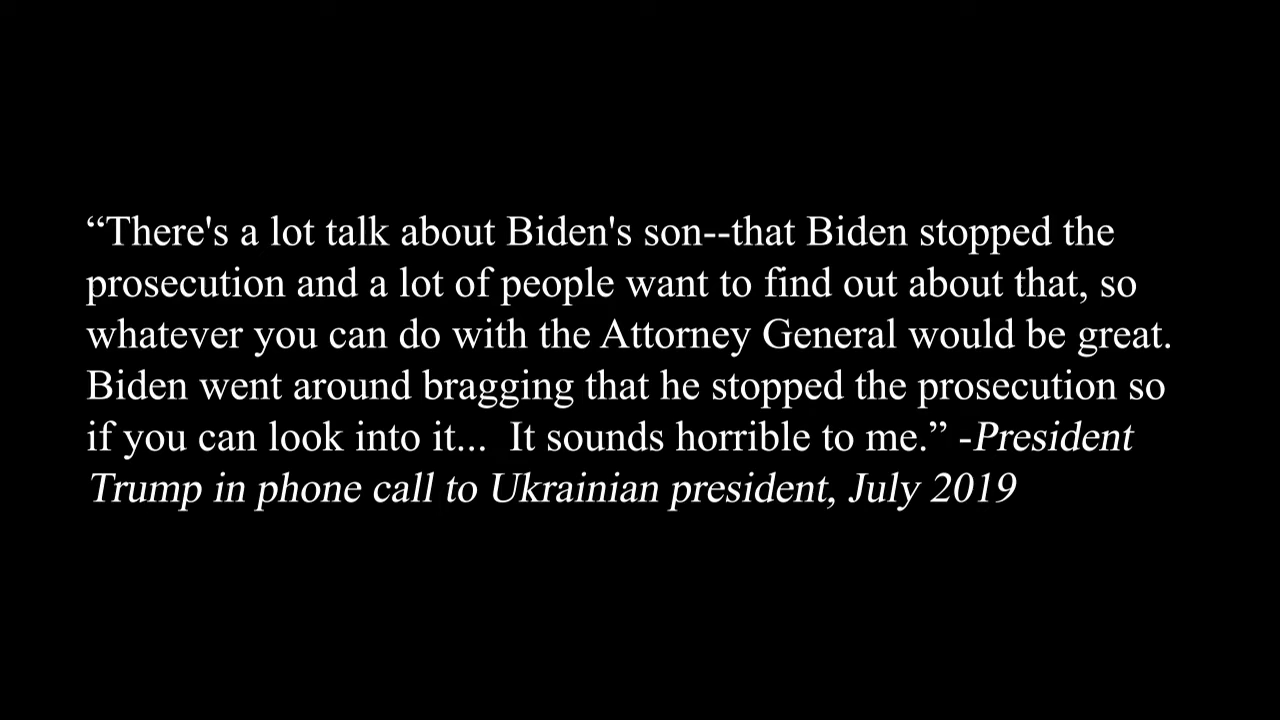 “There's a lot talk about Biden's son--that Biden stopped the
prosecution and a lot of people want to find out about that, so
whatever you can do with the Attorney General would be great.
Biden went around bragging that he stopped the prosecution so
if you can look into it...  It sounds horrible to me.” -President
Trump in phone call to Ukrainian president, July 2019